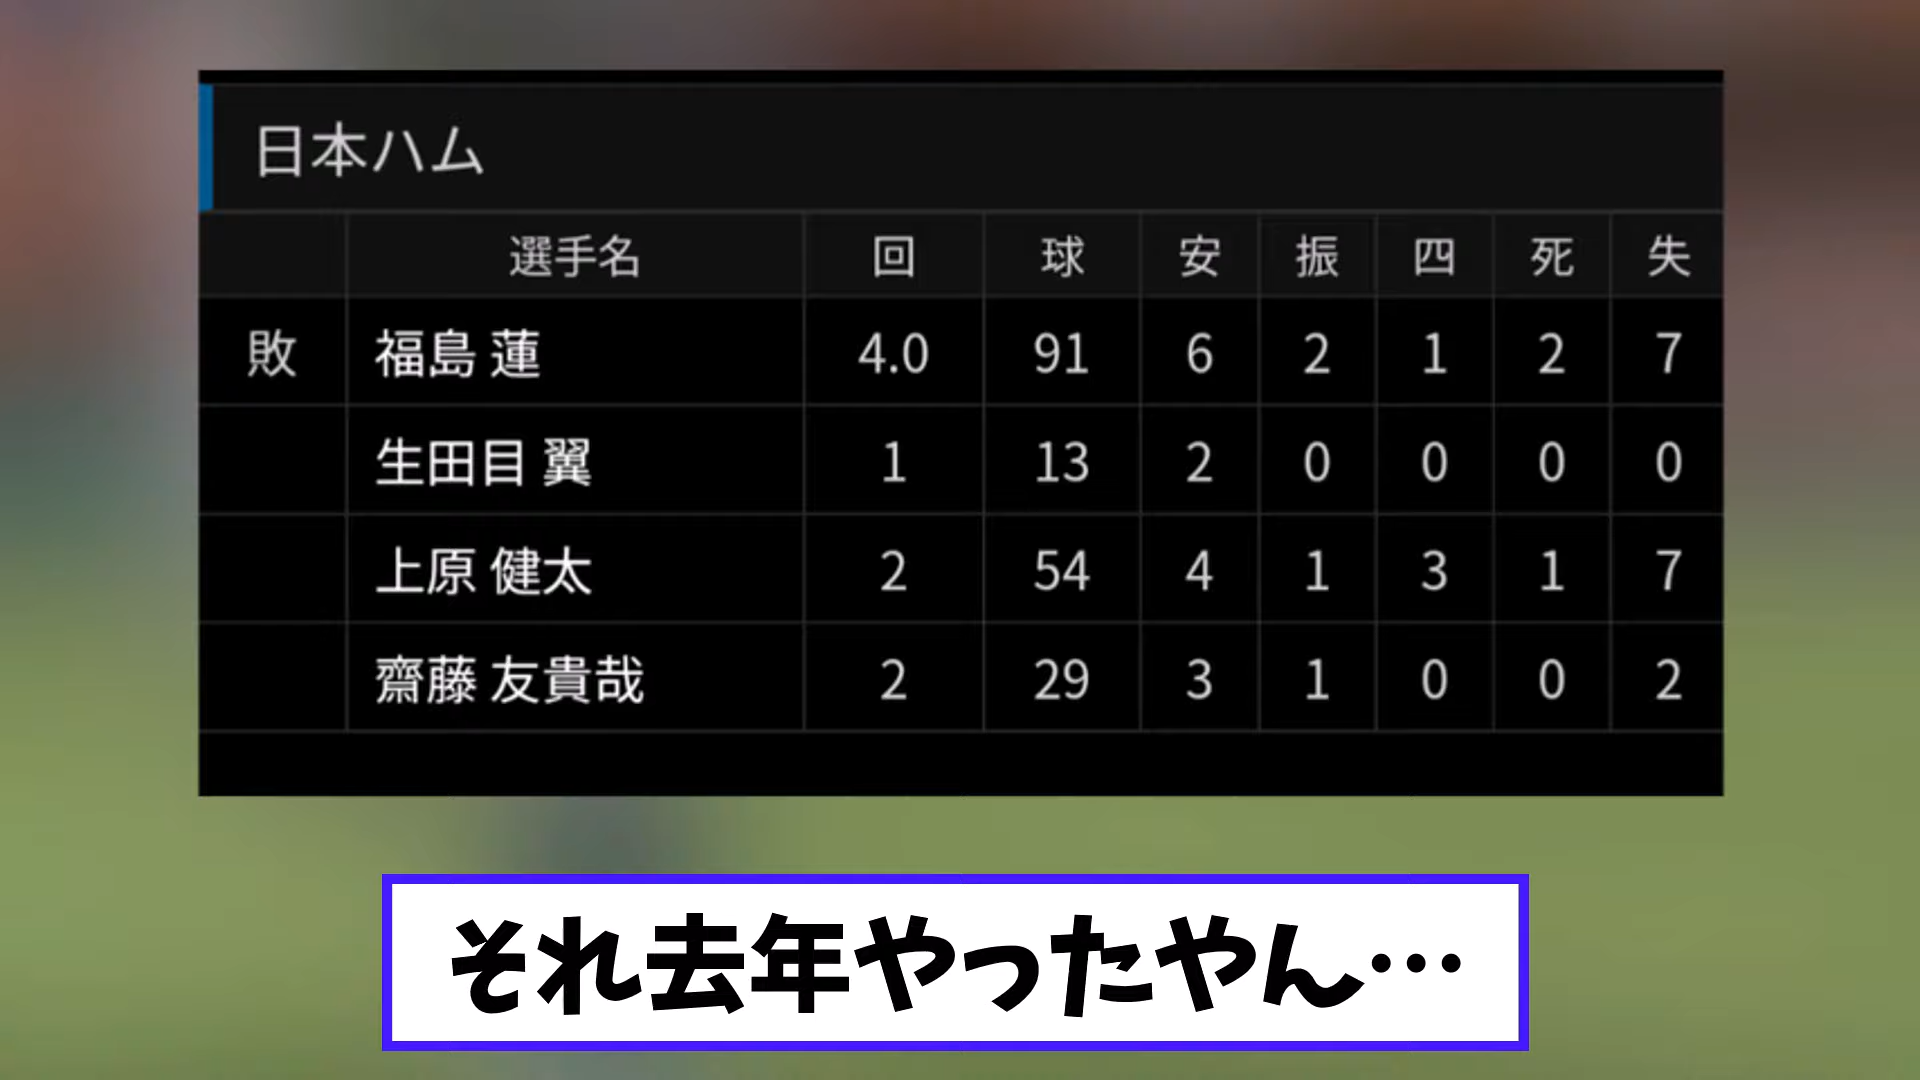 日本ハム
選手名 回 球 安 振 四 死 失
敗 福島 蓮 4.0 91 6 2 1 2 7
生田目 翼 1 13 2 0 0 0 0
上原 健太 2 54 4 1 3 1 7
齋藤 友貴哉 2 29 3 1 0 0 2
それ去年やったやん…